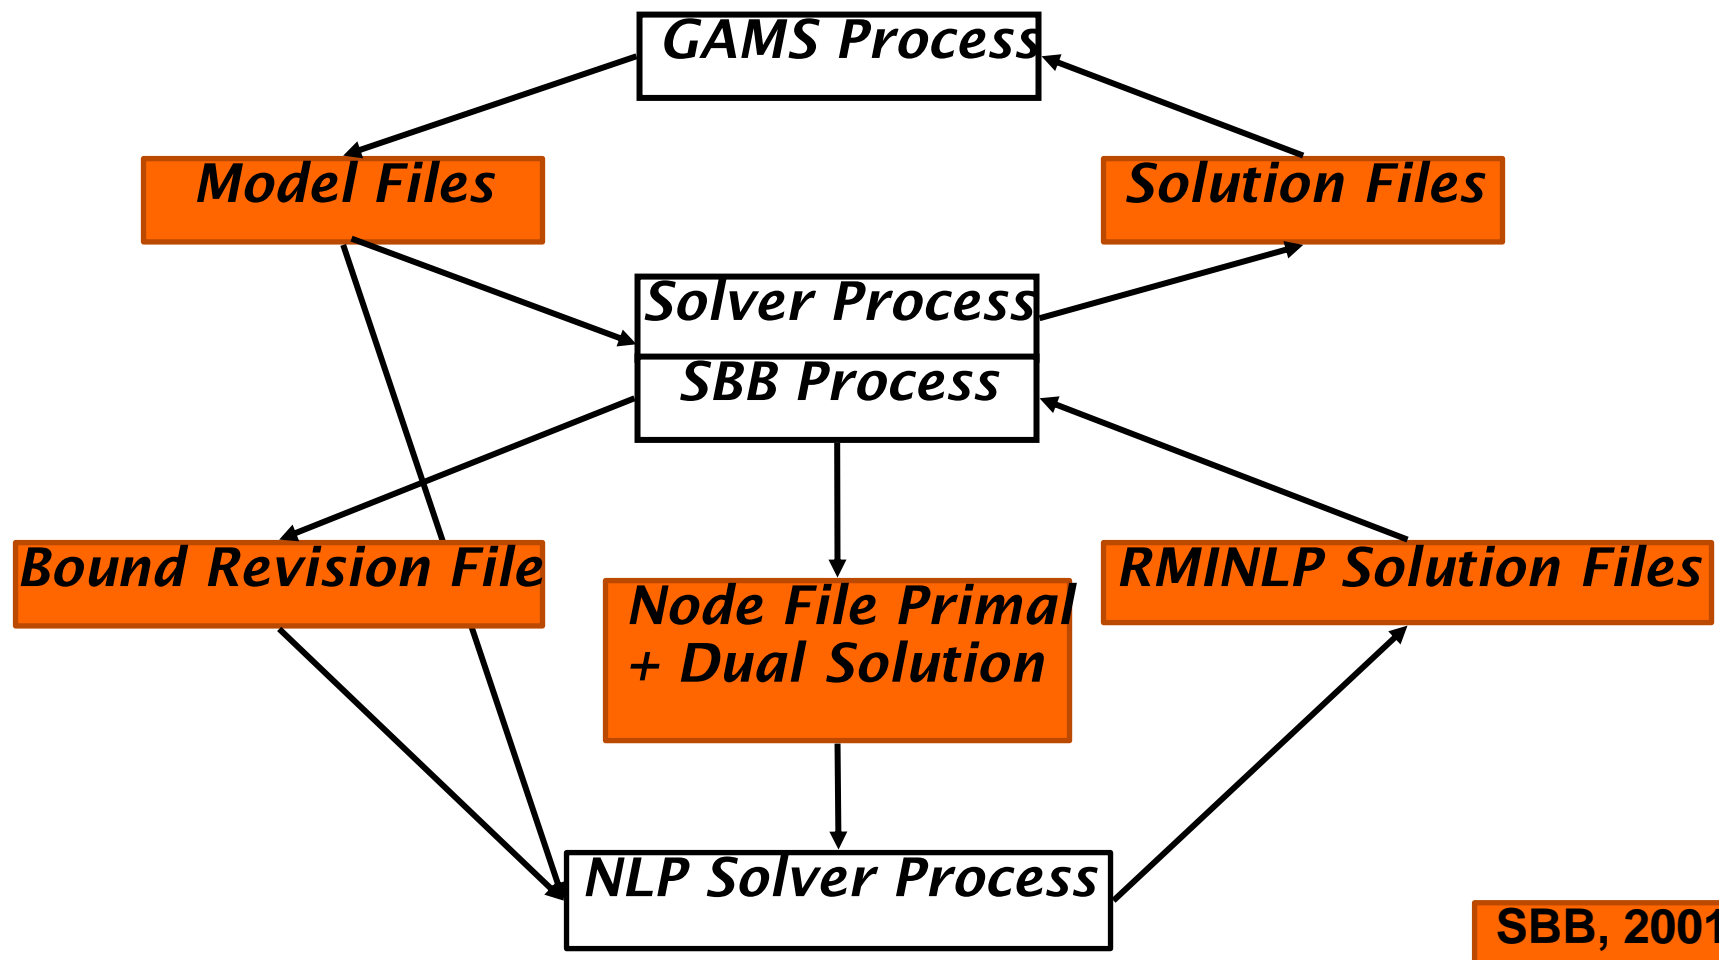 GAMS Process
Model Files
Solution Files
Solver Process
SBB Process
Bound Revision File
Node File Primal
+ Dual Solution
RMINLP Solution Files
NLP Solver Process
SBB, 2001